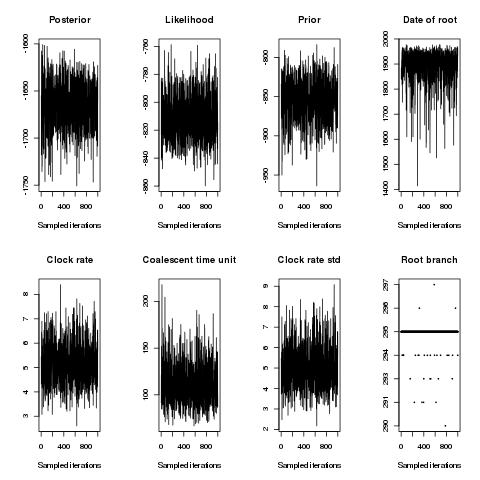 Posterior Likelihood Prior Date of root
-1600 -1650 -1700 -1750
-760 -780 -800 -820 -840 -860
-800 -850 -900 -950
2000 1900 1800 1700 1600 1500 1400
0 400 800 0 400 800 0 400 800 0 400 800
Sampled iterations Sampled iterations Sampled iterations Sampled iterations
Clock rate Coalescent time unit Clock rate std Root branch
8 7 6 5 4 3
200 150 100
9 8 7 6 5 4 3 2
297 296 295 294 293 292 291 290
0 400 800 0 400 800 0 400 800 0 400 800
Sampled iterations Sampled iterations Sampled iterations Sampled iterations